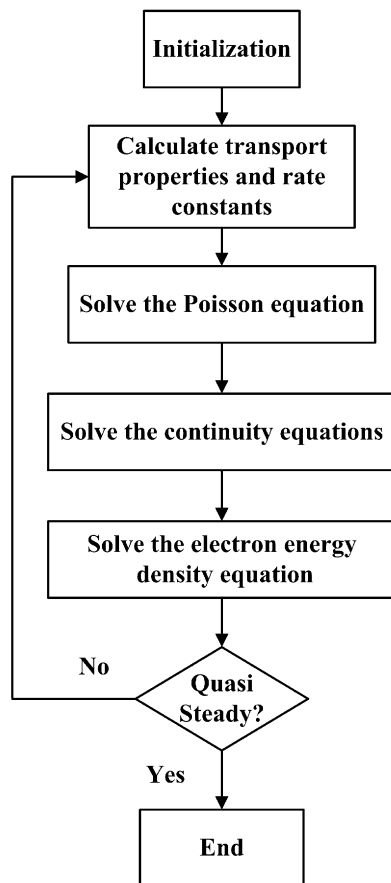 Initialization
Calculate transport
properties and rate
constants
Solve the Poisson equation
Solve the continuity equations
Solve the electron energy
density equation
No
Quasi
Steady?
Yes
End